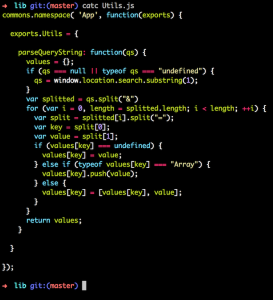 ➜ lib git:(master) catc Utils.js
commons.namespace( 'App', function(exports) {
exports.Utils = {
parseQueryString: function(qs) {
values = {};
if (qs === null || typeof qs === "undefined") {
qs = window.location.search.substring(1);
}
var splitted = qs.split("&")
for (var i = 0, length = splitted.length; i < length; ++i) {
var split = splitted[i].split("=");
var key = split[0];
var value = split[1];
if (values[key] === undefined) {
values[key] = value;
} else if (typeof values[key] === "Array") {
values[key].push(value);
} else {
values[key] = [values[key], value];
}
}
return values;
}
}
});
➜ lib git:(master)